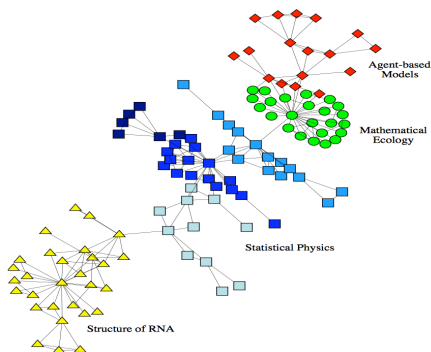 Agent-based
Models
Mathematical
Ecology
Statistical Physics
Structure of RNA